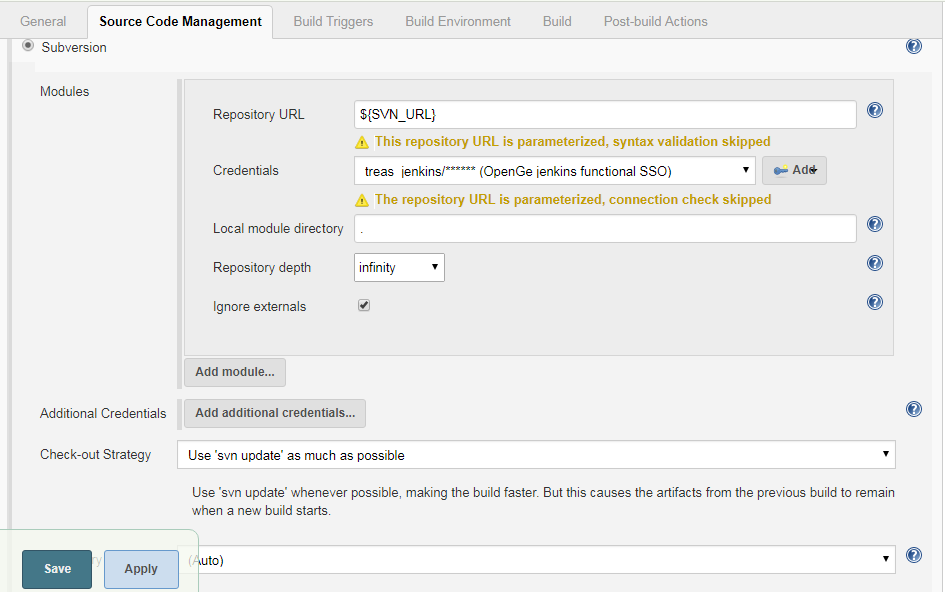 General Source Code Management Build Triggers Build Environment Build Post-build Actions
Subversion
Modules
Repository URL ${SVN_URL}
This repository URL is parameterized, syntax validation skipped
Credentials treas jenkins/****** (OpenGe jenkins functional SSO) Add
The repository URL is parameterized, connection check skipped
Local module directory .
Repository depth infinity
Ignore externals
Add module...
Additional Credentials Add additional credentials...
Check-out Strategy Use 'svn update' as much as possible
Use 'svn update' whenever possible, making the build faster. But this causes the artifacts from the previous build to remain
when a new build starts.
(Auto)
Save Apply